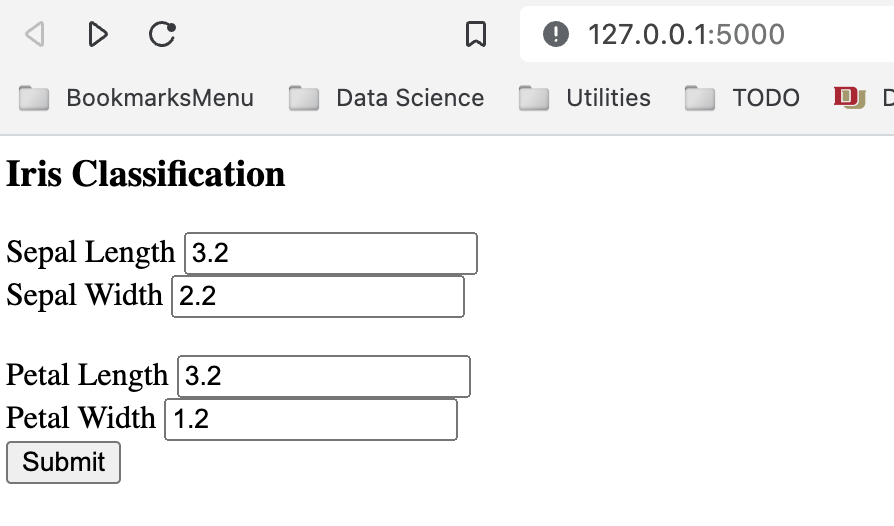 127.0.0.1:5000
BookmarksMenu Data Science Utilities TODO D
Iris Classification
Sepal Length 3.2
Sepal Width 2.2
Petal Length 3.2
Petal Width 1.2
Submit